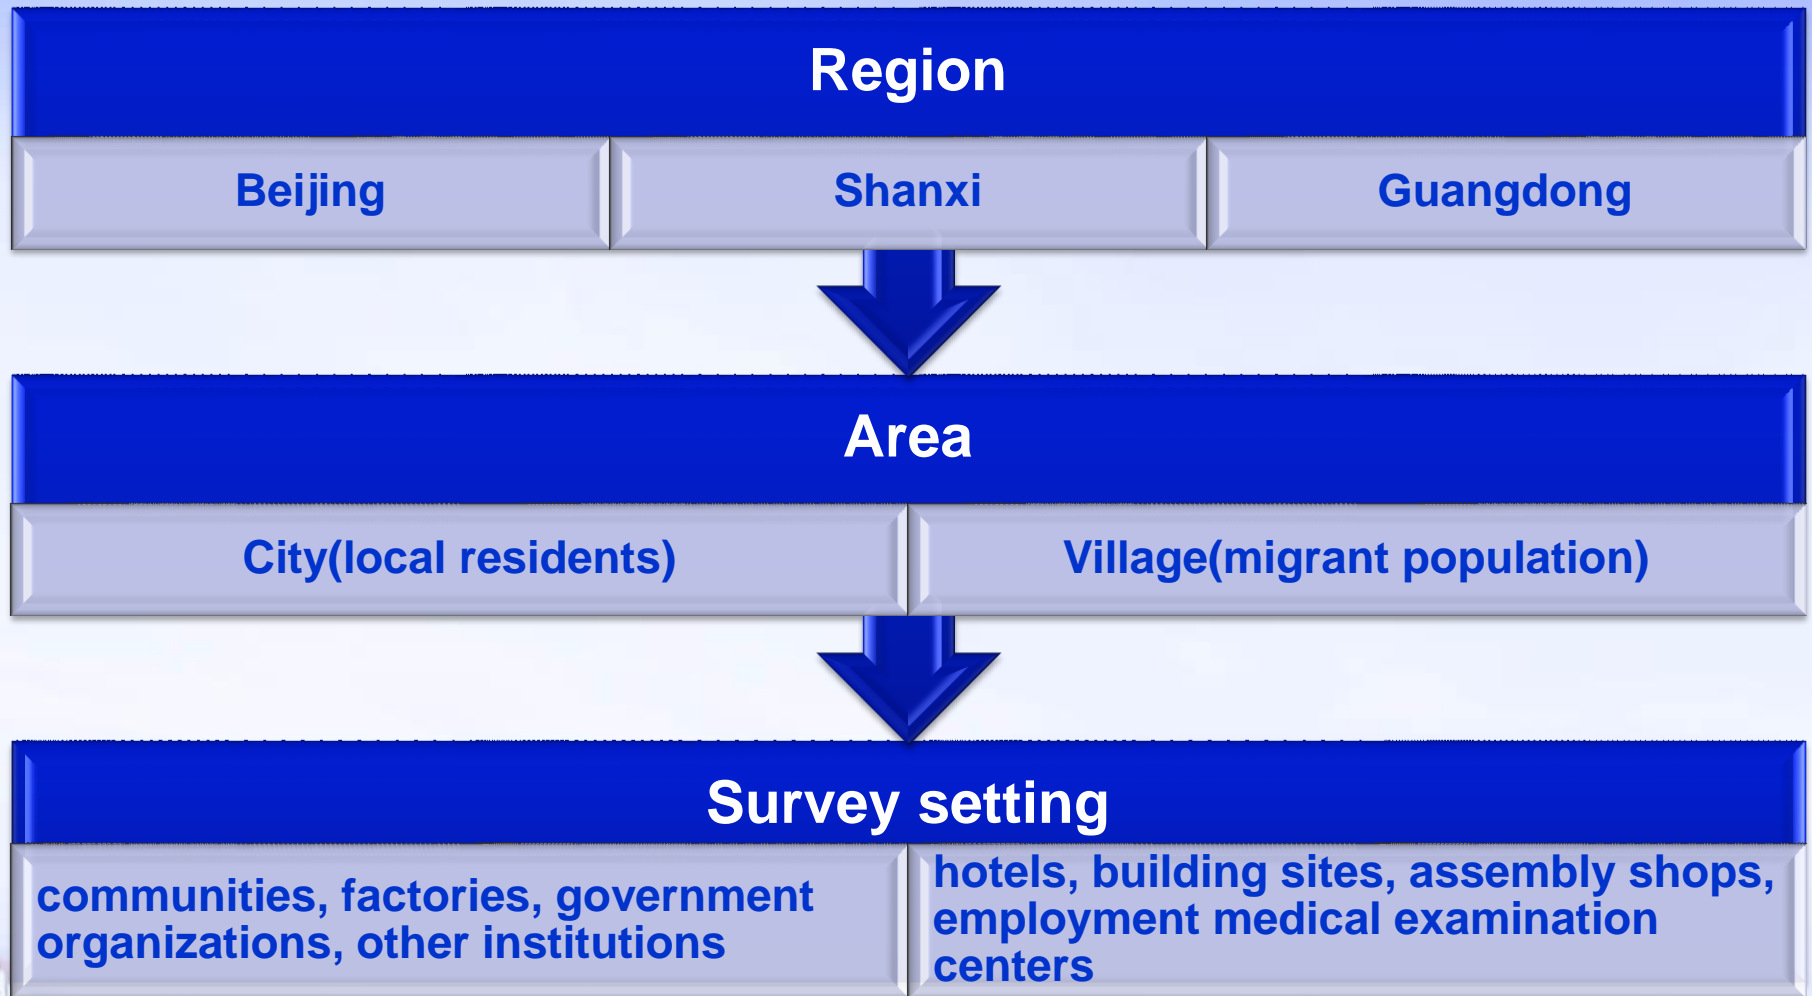 Region
Beijing
Shanxi
Guangdong
Area
City(local residents)
Village(migrant population)
Survey setting
communities, factories, government
organizations, other institutions
hotels, building sites, assembly shops,
employment medical examination
centers